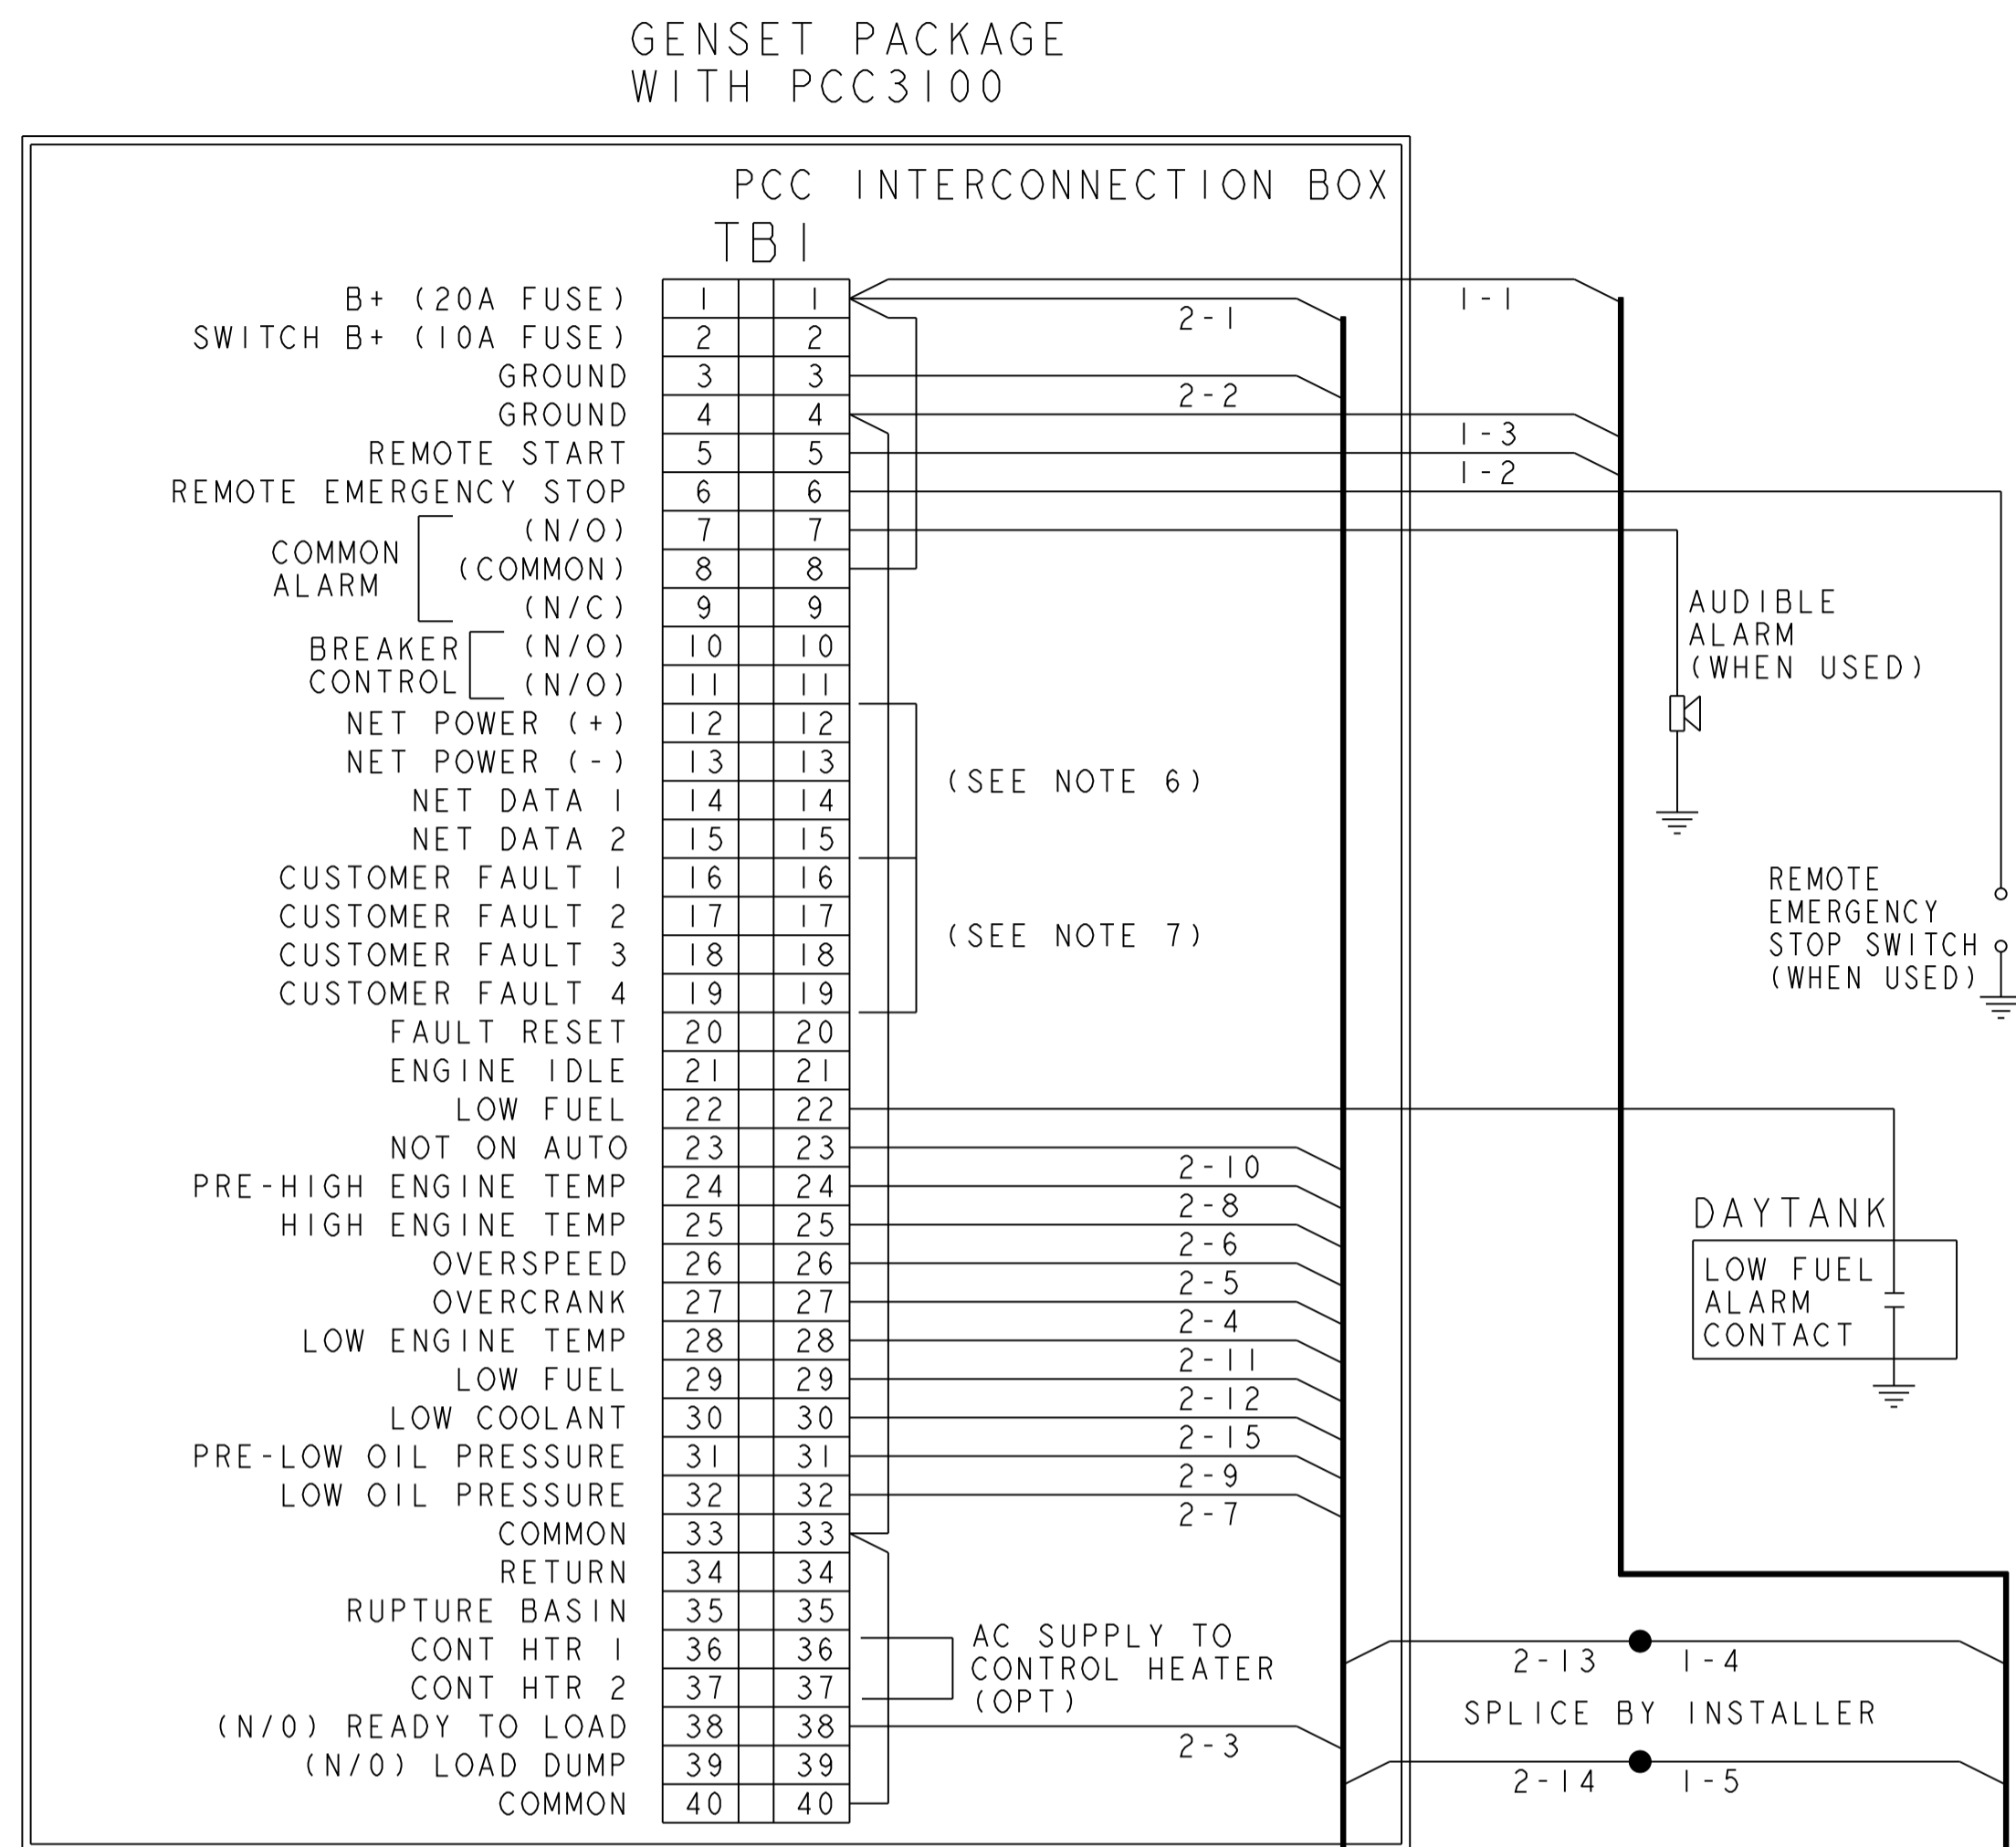 GENSET PACKAGE
WITH PCC3100
PCC INTERCONNECTION BOX
TB1
B+ (20A FUSE) 1 1
1-1
2-1
SWITCH B+ (10A FUSE) 2 2
GROUND 3 3
2-2
GROUND 4 4
1-3
REMOTE START 5 5
1-2
REMOTE EMERGENCY STOP 6 6
COMMON
ALARM
(N/O) 7 7
(COMMON) 8 8
(N/C) 9 9
BREAKER
CONTROL
(N/O) 10 10
(N/O) 11 11
NET POWER (+) 12 12
NET POWER (-) 13 13
(SEE NOTE 6)
NET DATA 1 14 14
NET DATA 2 15 15
CUSTOMER FAULT 1 16 16
CUSTOMER FAULT 2 17 17
(SEE NOTE 7)
CUSTOMER FAULT 3 18 18
CUSTOMER FAULT 4 19 19
FAULT RESET 20 20
ENGINE IDLE 21 21
LOW FUEL 22 22
NOT ON AUTO 23 23
2-10
PRE-HIGH ENGINE TEMP 24 24
2-8
HIGH ENGINE TEMP 25 25
2-6
OVERSPEED 26 26
2-5
OVERCRANK 27 27
2-4
LOW ENGINE TEMP 28 28
2-11
LOW FUEL 29 29
2-12
LOW COOLANT 30 30
2-15
PRE-LOW OIL PRESSURE 31 31
2-9
LOW OIL PRESSURE 32 32
2-7
COMMON 33 33
RETURN 34 34
RUPTURE BASIN 35 35
CONT HTR 1 36 36
CONT HTR 2 37 37
AC SUPPLY TO
CONTROL HEATER
(OPT)
(N/O) READY TO LOAD 38 38
2-3
(N/O) LOAD DUMP 39 39
COMMON 40 40
AUDIBLE
ALARM
(WHEN USED)
REMOTE
EMERGENCY
STOP SWITCH
(WHEN USED)
DAYTANK
LOW FUEL
ALARM
CONTACT
2-13 1-4
SPLICE BY INSTALLER
2-14 1-5